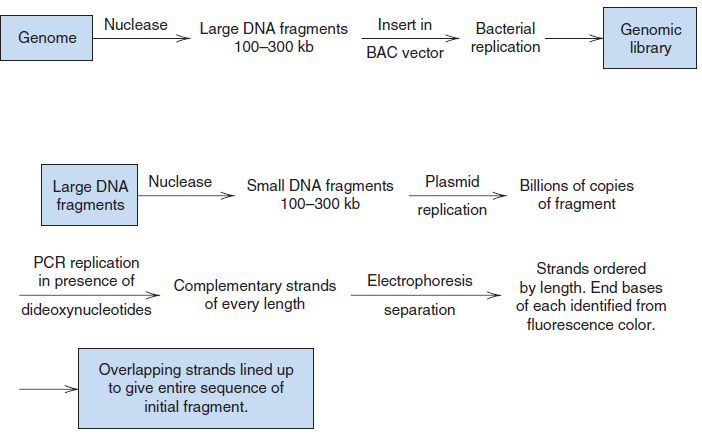 Genome
Nuclease
Large DNA fragments
100–300 kb
Insert in
BAC vector
Bacterial
replication
Genomic
library
Large DNA
fragments
Nuclease
Small DNA fragments
100–300 kb
Plasmid
replication
Billions of copies
of fragment
PCR replication
in presence of
dideoxynucleotides
Complementary strands
of every length
Electrophoresis
separation
Strands ordered
by length. End bases
of each identified from
fluorescence color.
Overlapping strands lined up
to give entire sequence of
initial fragment.